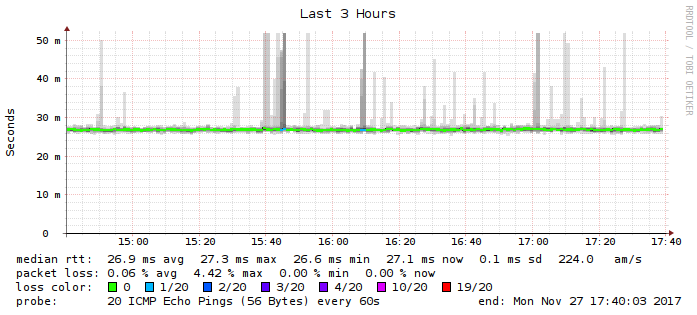 Last 3 Hours
RRDTOOL / TOBI OETIKER
Seconds
50 m
40 m
30 m
20 m
10 m
0
15:00 15:20 15:40 16:00 16:20 16:40 17:00 17:20 17:40
median rtt: 26.9 ms avg 27.3 ms max 26.6 ms min 27.1 ms now 0.1 ms sd 224.0 am/s
packet loss: 0.06 % avg 4.42 % max 0.00 % min 0.00 % now
loss color: 0 1/20 2/20 3/20 4/20 10/20 19/20
probe: 20 ICMP Echo Pings (56 Bytes) every 60s end: Mon Nov 27 17:40:03 2017